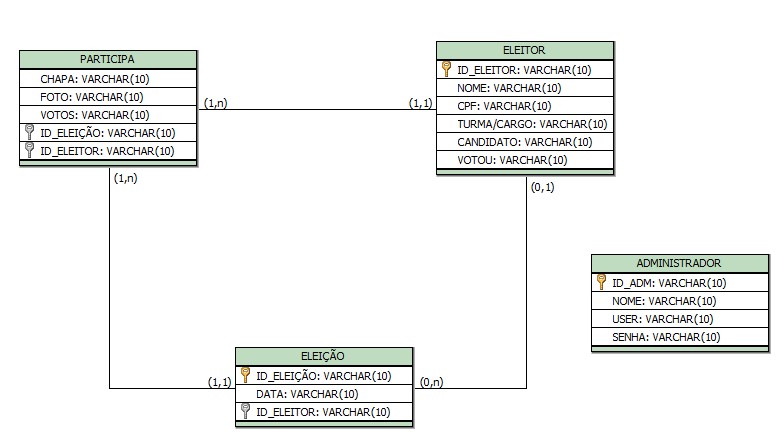 PARTICIPA
CHAPA: VARCHAR(10)
FOTO: VARCHAR(10)
VOTOS: VARCHAR(10)
ID_ELEIÇÃO: VARCHAR(10)
ID_ELEITOR: VARCHAR(10)
(1,n)
(1,1)
ELEITOR
ID_ELEITOR: VARCHAR(10)
NOME: VARCHAR(10)
CPF: VARCHAR(10)
TURMA/CARGO: VARCHAR(10)
CANDIDATO: VARCHAR(10)
VOTOU: VARCHAR(10)
(1,n)
(0,1)
ADMINISTRADOR
ID_ADM: VARCHAR(10)
NOME: VARCHAR(10)
USER: VARCHAR(10)
SENHA: VARCHAR(10)
ELEIÇÃO
ID_ELEIÇÃO: VARCHAR(10)
DATA: VARCHAR(10)
ID_ELEITOR: VARCHAR(10)
(1,1)
(0,n)